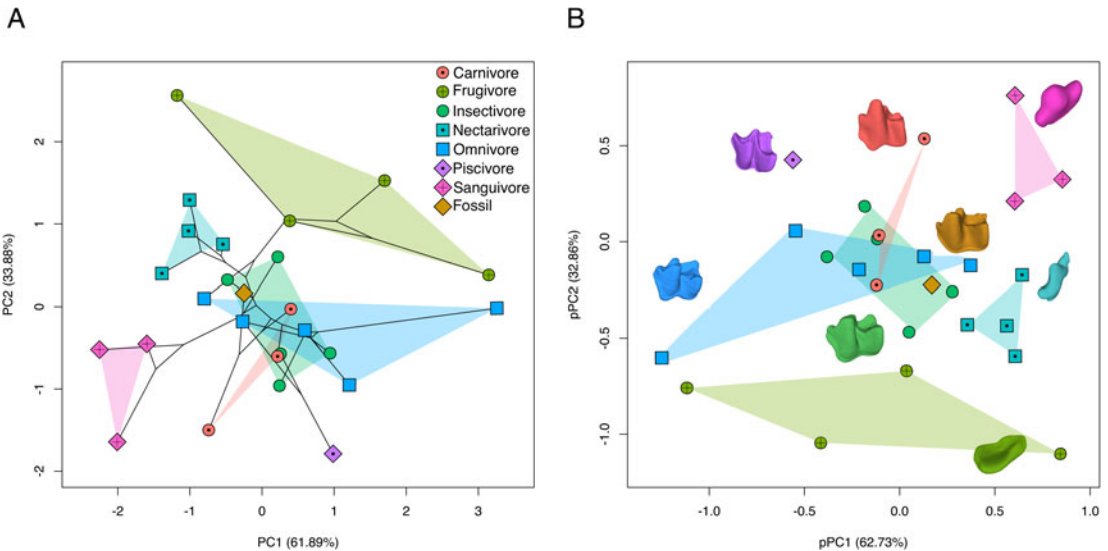 A
B
Carnivore
Frugivore
Insectivore
Nectarivore
Omnivore
Piscivore
Sanguivore
Fossil
2
1
0
-1
-2
PC2 (33.88%)
-2
-1
0
1
2
3
PC1 (61.89%)
0.5
0.0
-0.5
-1.0
pPC2 (32.86%)
-1.0
-0.5
0.0
0.5
1.0
pPC1 (62.73%)